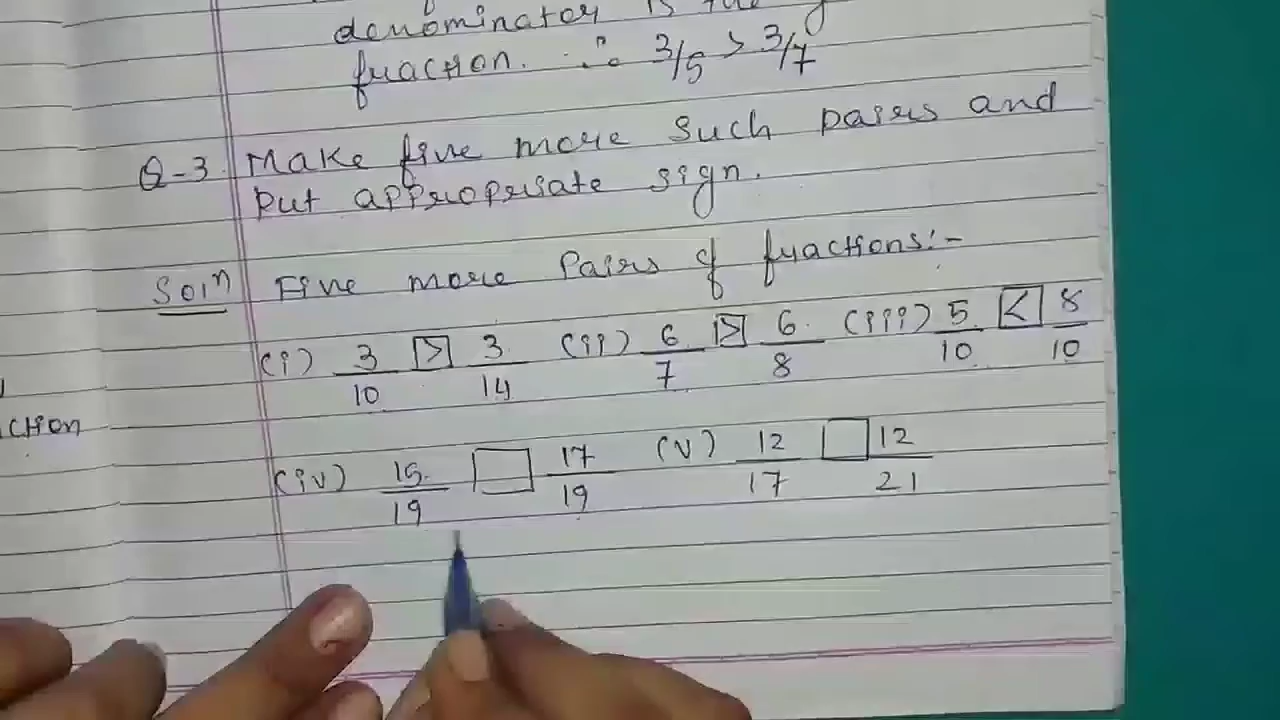 denominator is the
fraction. ∴ 3/5 > 3/7
Q-3. Make five more such pairs and
put appropriate sign.
Soln Five more Pairs of fractions:-
(i) 3/10 > 3/14 (ii) 6/7 > 6/8 (iii) 5/10 < 8/10
ction
(iv) 15/19 □ 17/19 (v) 12/17 □ 12/21